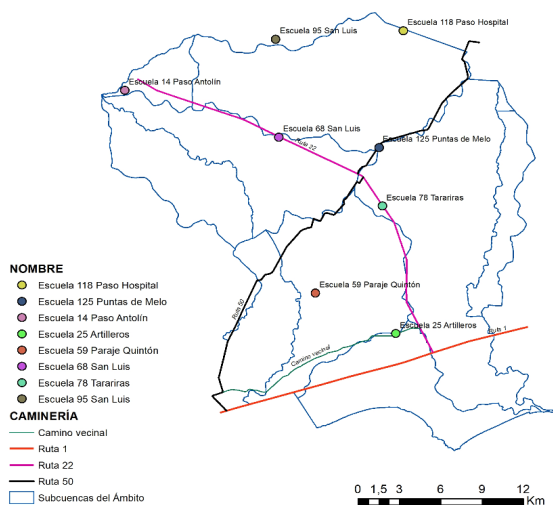 Escuela 118 Paso Hospital
Escuela 95 San Luis
Escuela 14 Paso Antolín
Escuela 68 San Luis
Ruta 22
Escuela 125 Puntas de Melo
Escuela 78 Tarariras
Escuela 59 Paraje Quintón
Ruta 50
Escuela 25 Artilleros
Ruta 1
Camino vecinal
NOMBRE
Escuela 118 Paso Hospital
Escuela 125 Puntas de Melo
Escuela 14 Paso Antolín
Escuela 25 Artilleros
Escuela 59 Paraje Quintón
Escuela 68 San Luis
Escuela 78 Tarariras
Escuela 95 San Luis
CAMINERÍA
Camino vecinal
Ruta 1
Ruta 22
Ruta 50
Subcuencas del Ámbito
0 1,5 3 6 9 12
Km